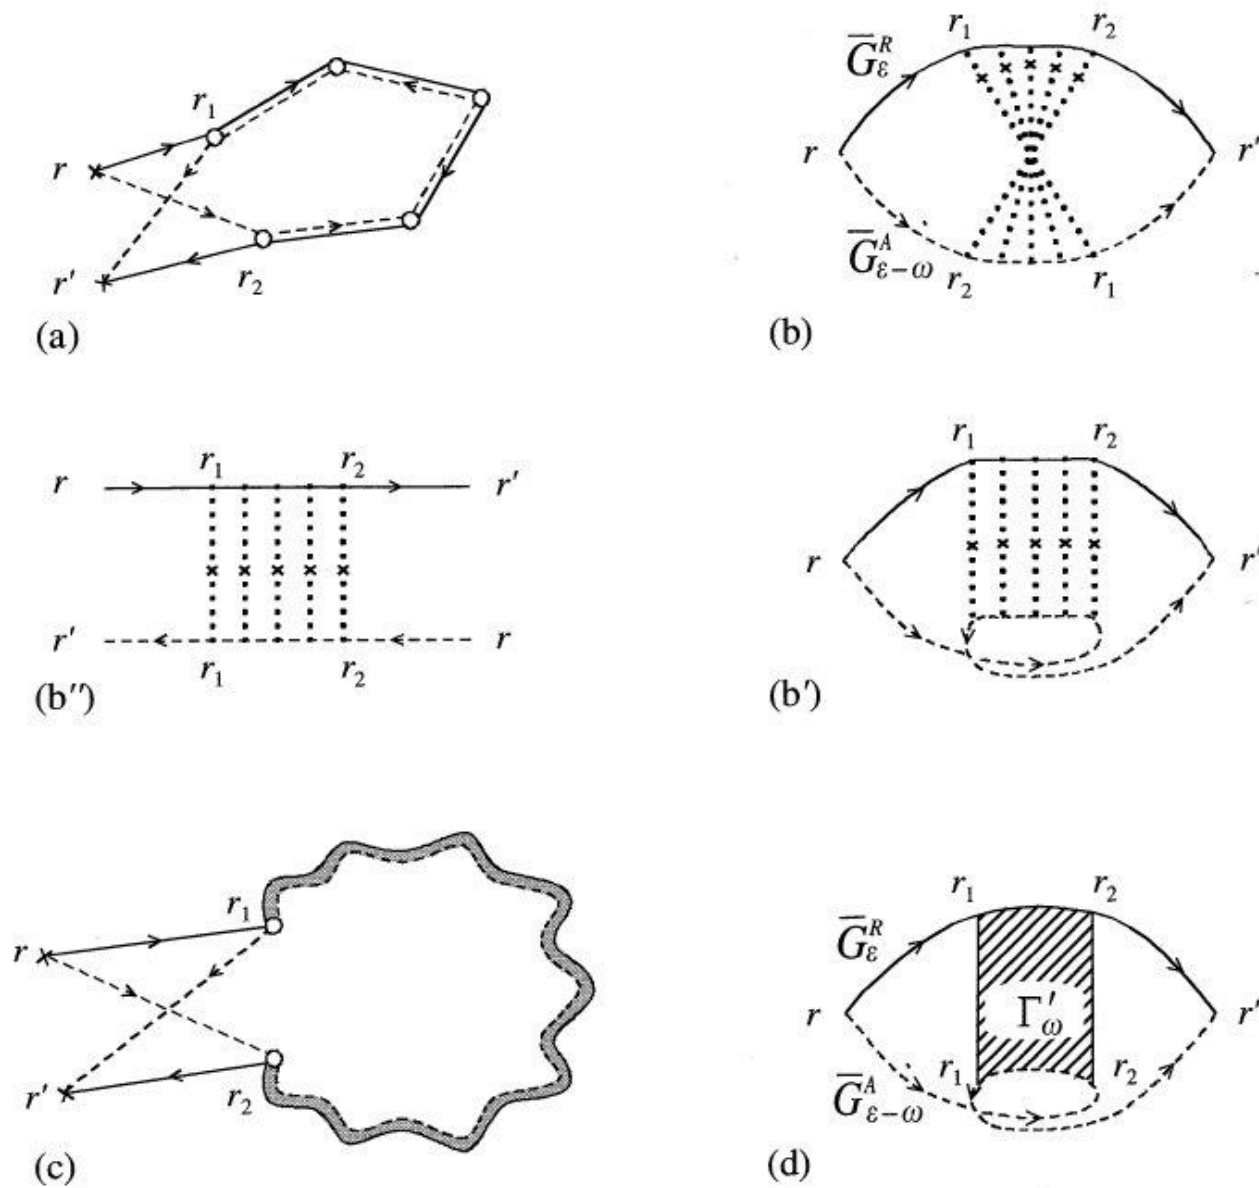 r
r₁
r'
r₂
(a)
G̅ᴿ_ε
r₁
r₂
r
r'
G̅ᴬ_ε−ω
r₂
r₁
(b)
r
r₁
r₂
r'
r'
r₁
r₂
r
(b″)
r₁
r₂
r
r'
(b′)
r
r₁
r'
r₂
(c)
G̅ᴿ_ε
r₁
r₂
r
Γ'_ω
r'
G̅ᴬ_ε−ω
r₁
r₂
(d)